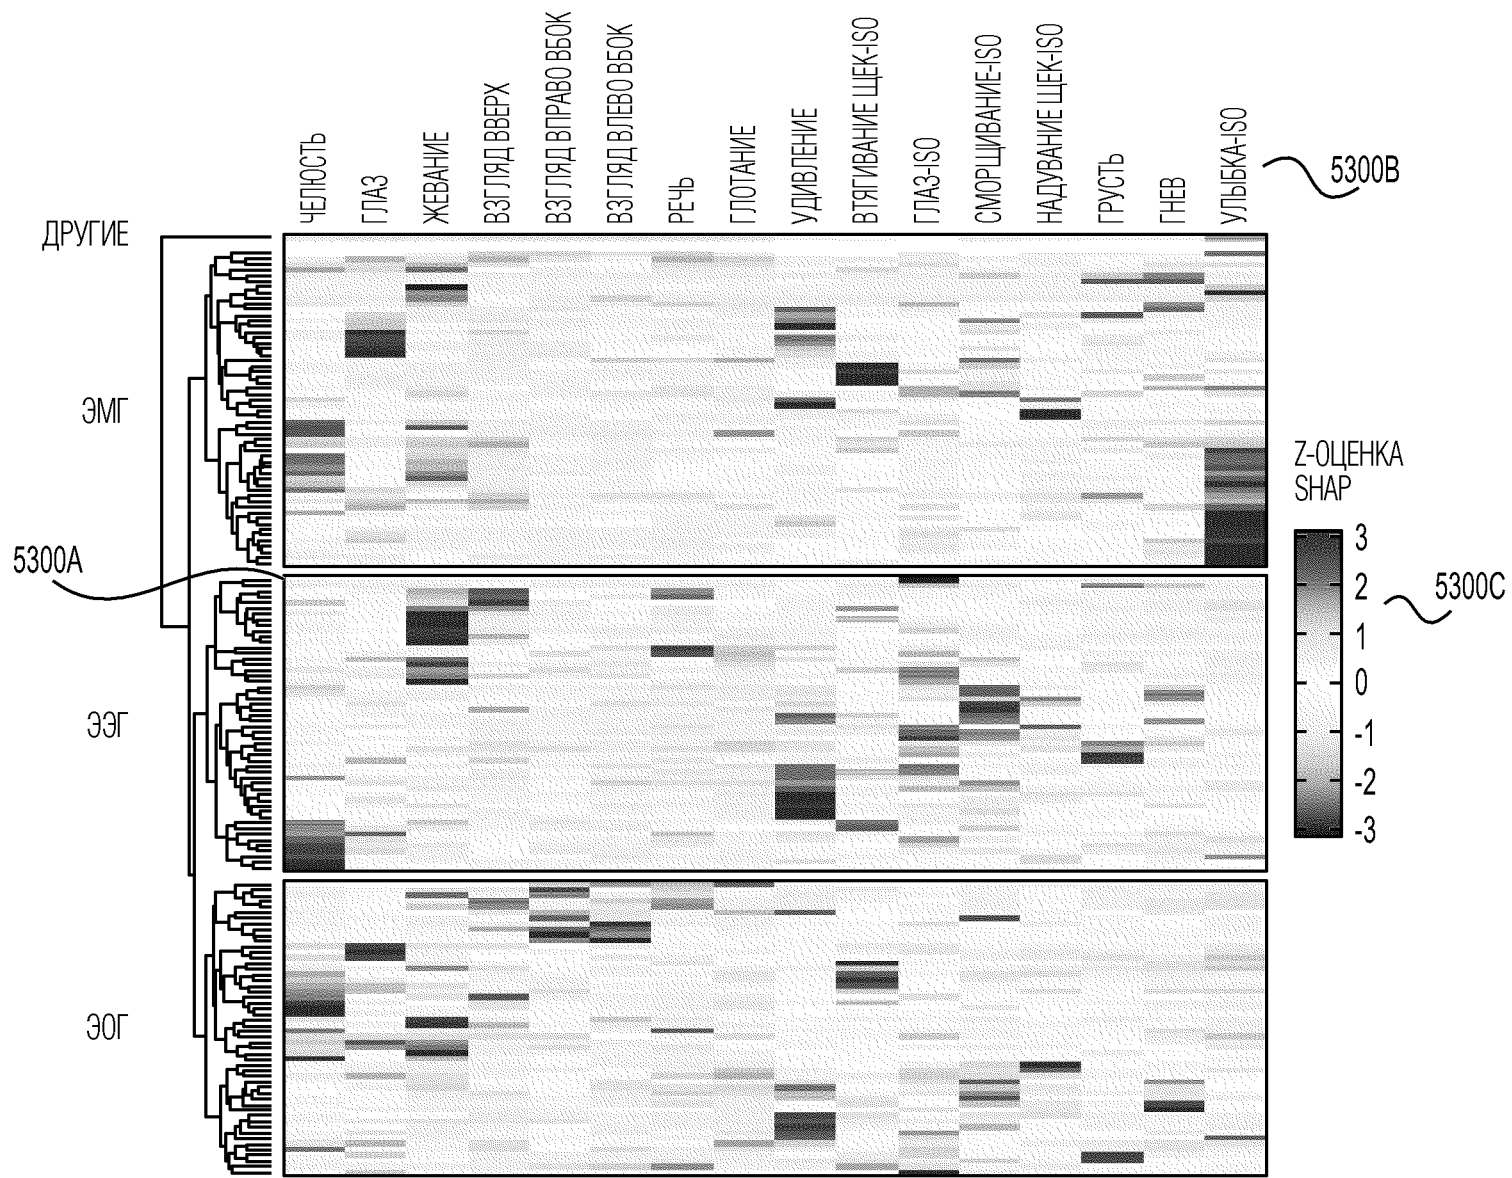 ЧЕЛЮСТЬ
ГЛАЗ
ЖЕВАНИЕ
ВЗГЛЯД ВВЕРХ
ВЗГЛЯД ВПРАВО ВБОК
ВЗГЛЯД ВЛЕВО ВБОК
РЕЧЬ
ГЛОТАНИЕ
УДИВЛЕНИЕ
ВТЯГИВАНИЕ ЩЕК-ISO
ГЛАЗ-ISO
СМОРЩИВАНИЕ-ISO
НАДУВАНИЕ ЩЕК-ISO
ГРУСТЬ
ГНЕВ
УЛЫБКА-ISO
5300B
ДРУГИЕ
ЭМГ
5300A
ЭЭГ
ЭОГ
Z-ОЦЕНКА
SHAP
3
2
1
0
-1
-2
-3
5300C